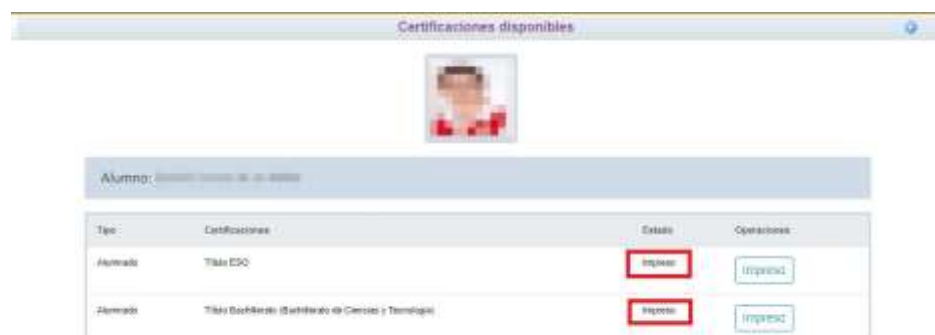 Certificaciones disponibles
Alumno:
Tipo Certificaciones Estado Operaciones
Alumnado Título ESO Impreso Impreso
Alumnado Título Bachillerato (Bachillerato de Ciencias y Tecnología) Impreso Impreso